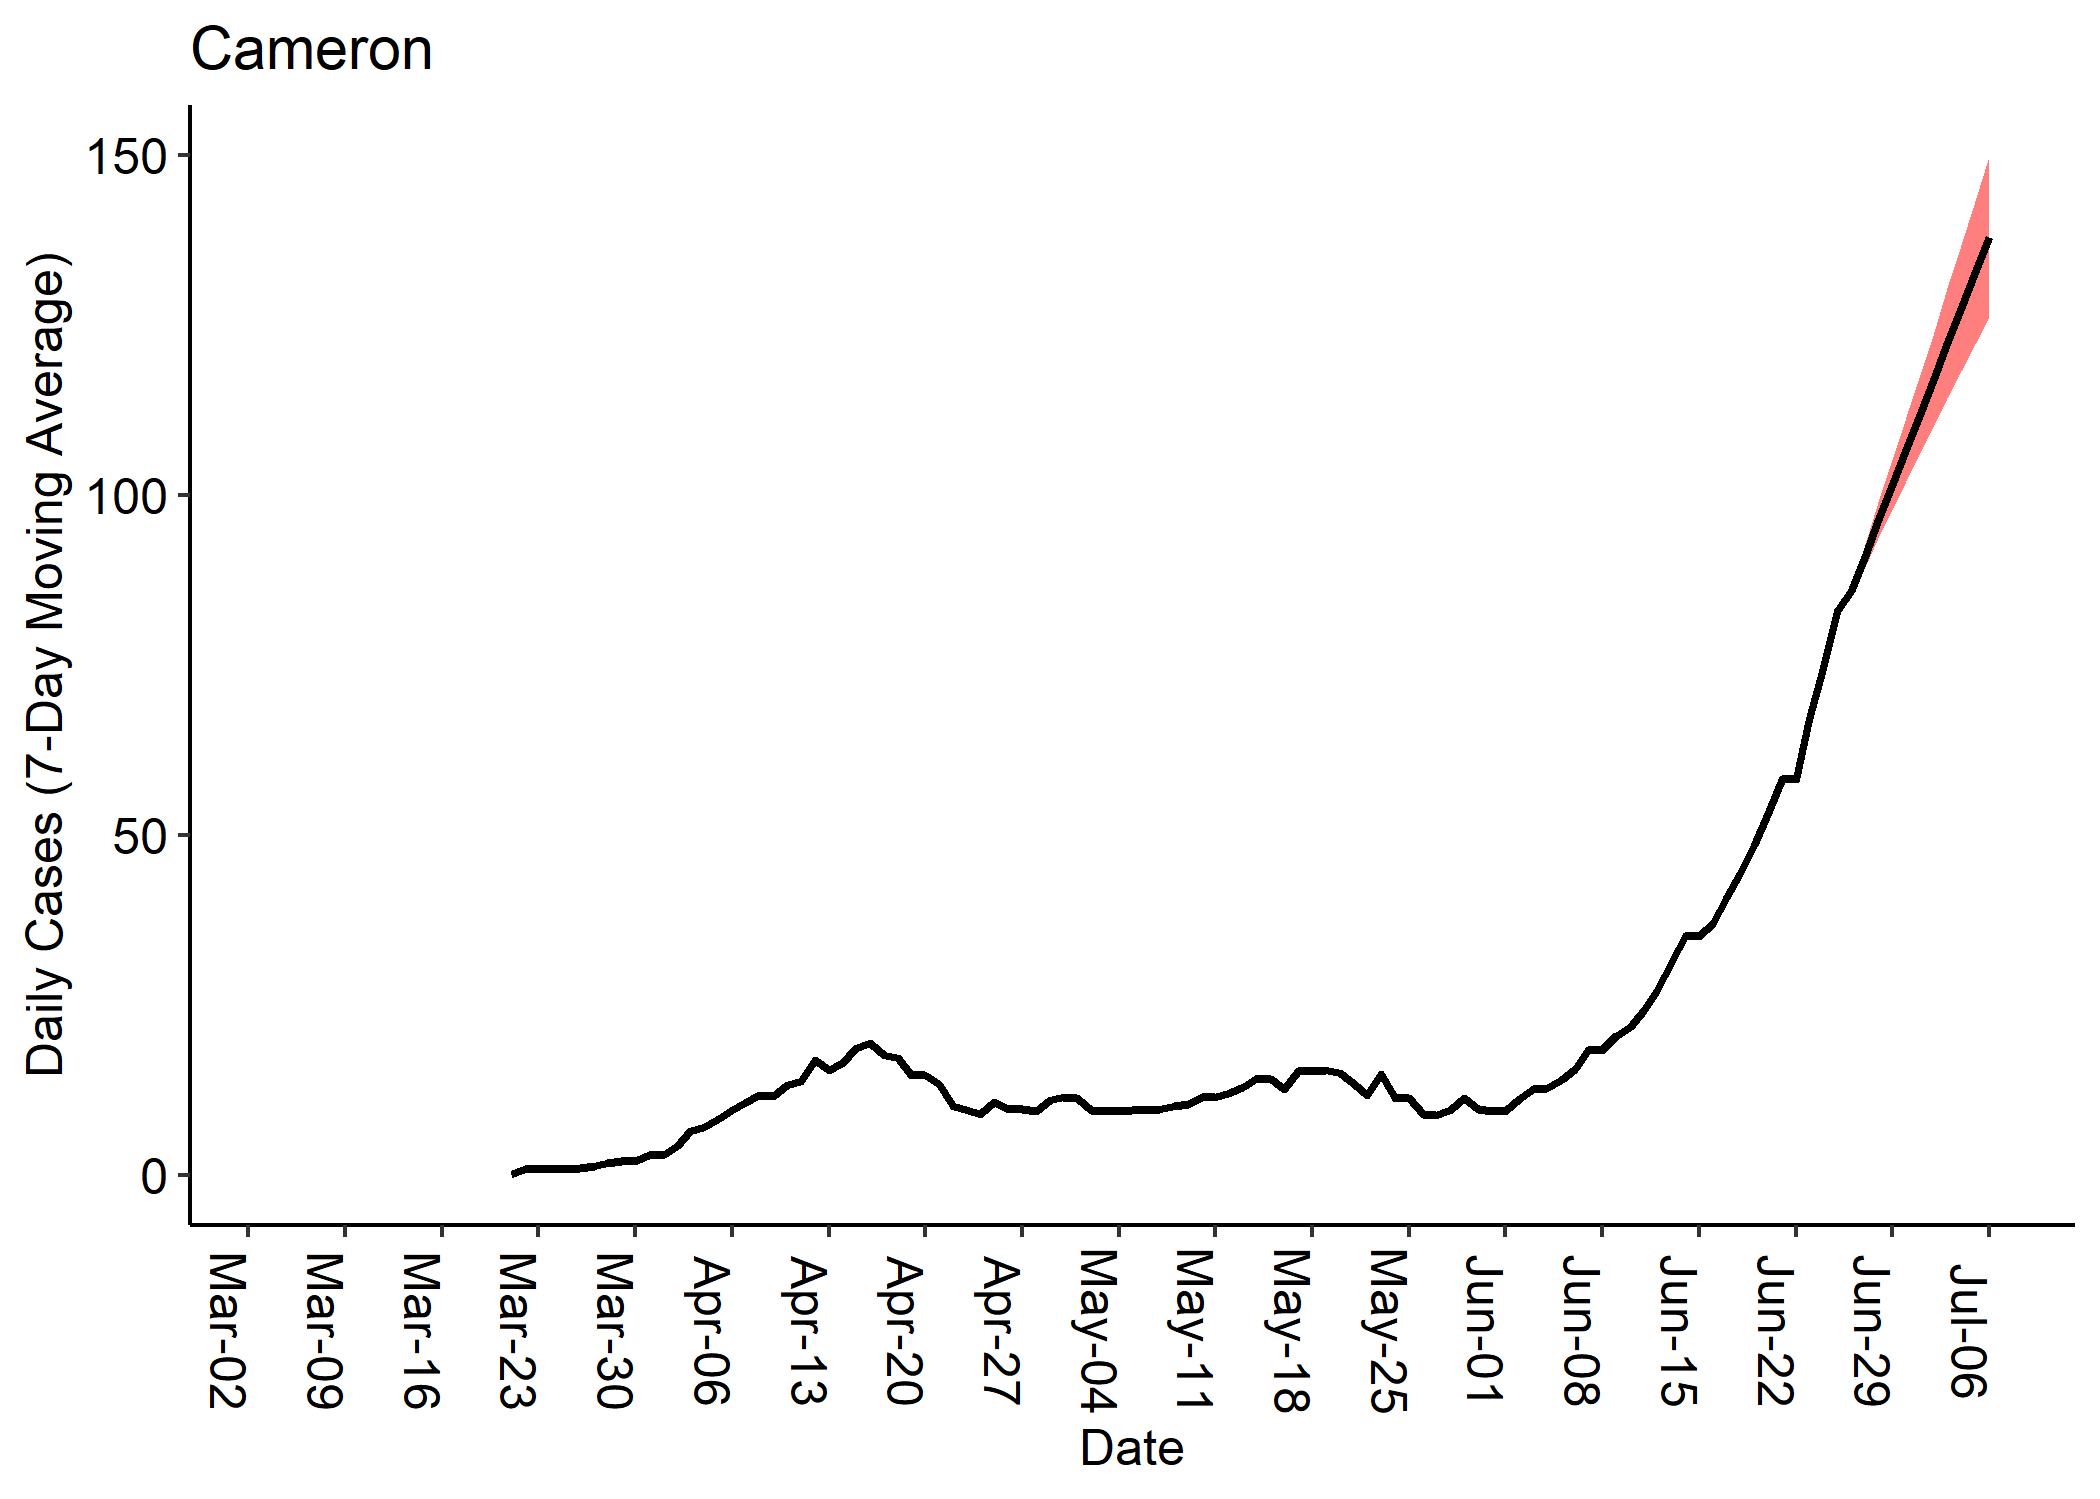 Cameron
Daily Cases (7-Day Moving Average)
150
100
50
0
Mar-02
Mar-09
Mar-16
Mar-23
Mar-30
Apr-06
Apr-13
Apr-20
Apr-27
May-04
May-11
May-18
May-25
Jun-01
Jun-08
Jun-15
Jun-22
Jun-29
Jul-06
Date